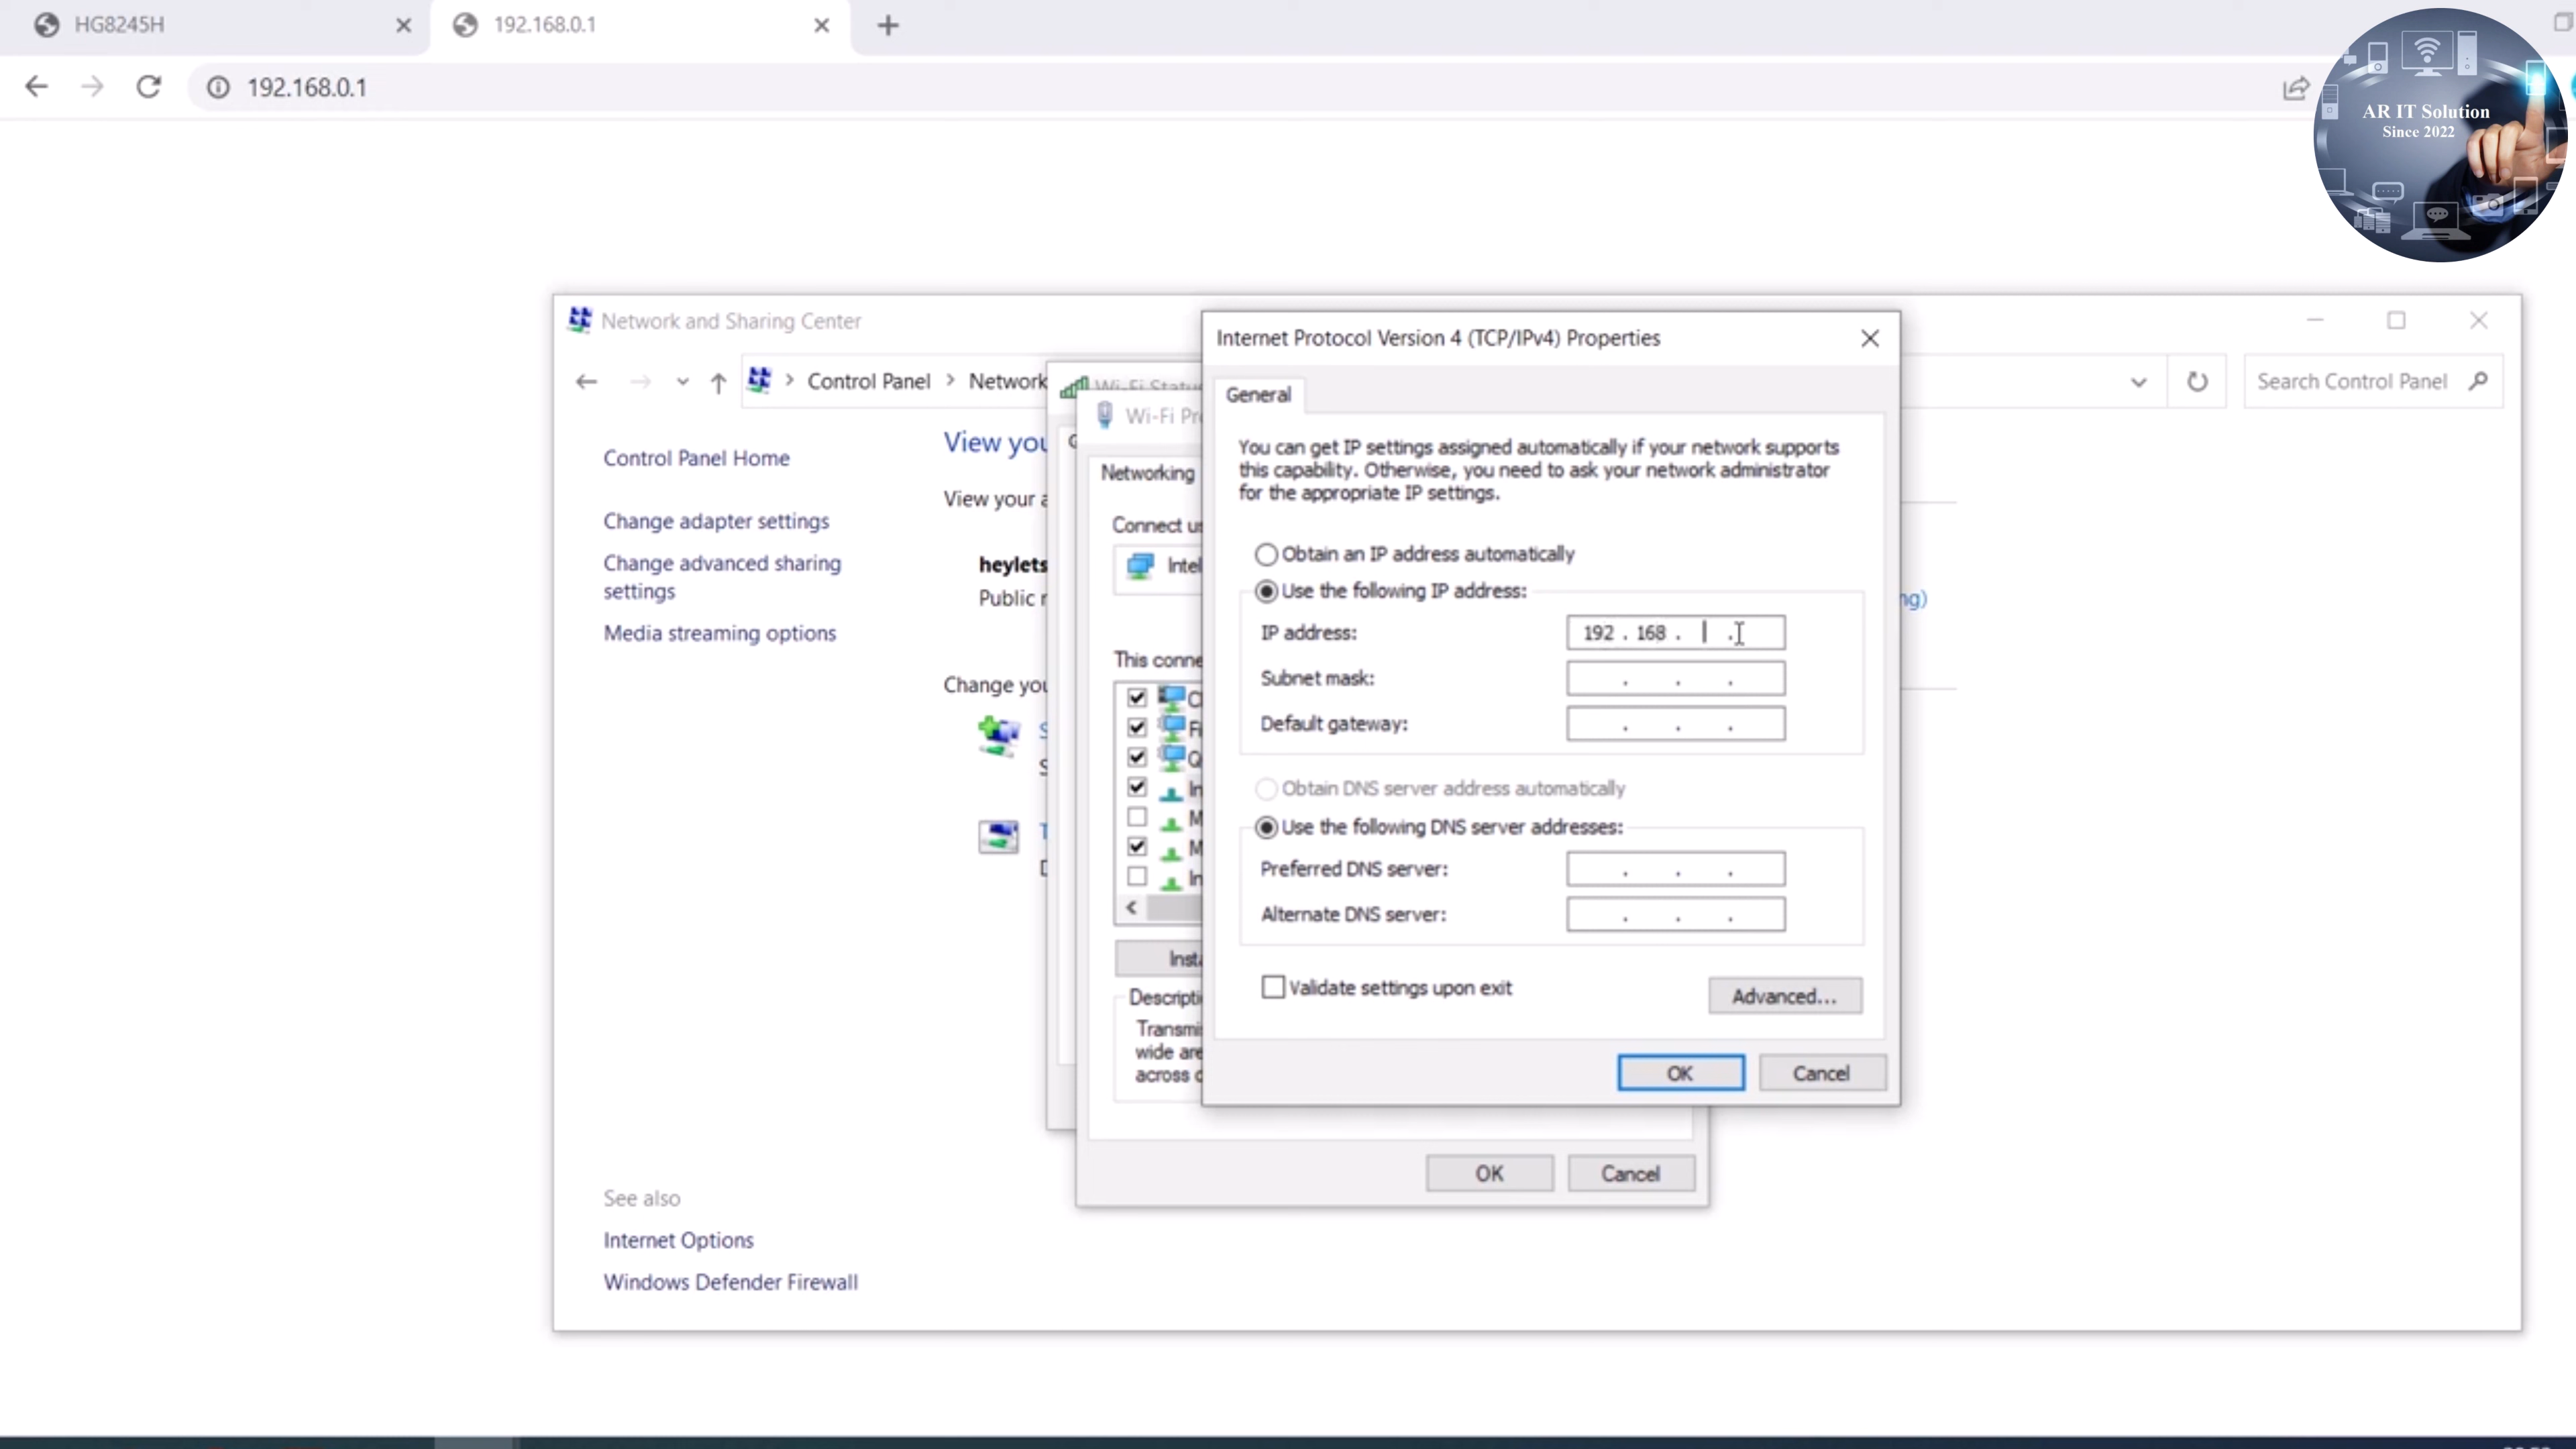 HG8245H
192.168.0.1
192.168.0.1
AR IT Solution
Since 2022
Network and Sharing Center
Control Panel
Network
Search Control Panel
Control Panel Home
Change adapter settings
Change advanced sharing
settings
Media streaming options
See also
Internet Options
Windows Defender Firewall
View you
View your a
heylets
Public r
Change you
Wi-Fi Status
Wi-Fi Pr
Networking
Connect us
Intel
This conne
Insta
Descripti
Transmi
wide are
across
OK
Cancel
Internet Protocol Version 4 (TCP/IPv4) Properties
General
You can get IP settings assigned automatically if your network supports
this capability. Otherwise, you need to ask your network administrator
for the appropriate IP settings.
Obtain an IP address automatically
Use the following IP address:
IP address:
192 . 168 . .
Subnet mask:
. . .
Default gateway:
. . .
Obtain DNS server address automatically
Use the following DNS server addresses:
Preferred DNS server:
. . .
Alternate DNS server:
. . .
Validate settings upon exit
Advanced...
OK
Cancel
ng)